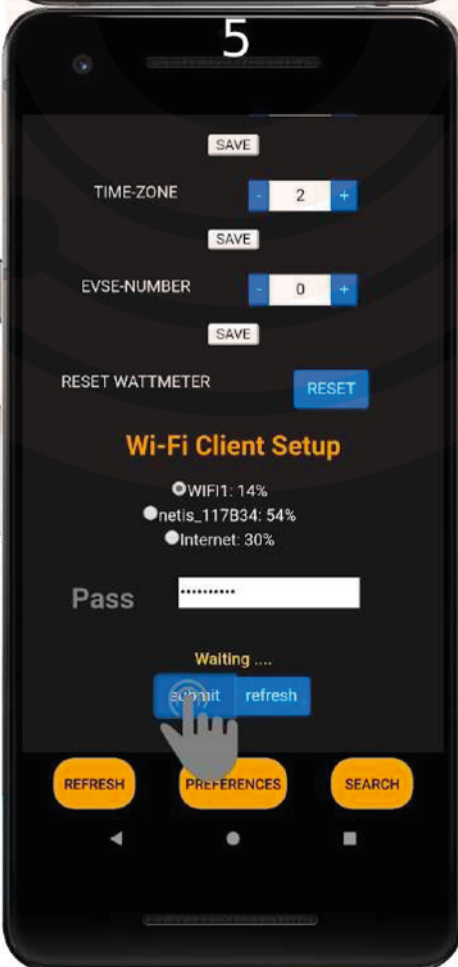 5
SAVE
TIME-ZONE - 2 +
SAVE
EVSE-NUMBER - 0 +
SAVE
RESET WATTMETER RESET
Wi-Fi Client Setup
WIFI1: 14%
netis_117B34: 54%
Internet: 30%
Pass ••••••••••
Waiting ....
submit refresh
REFRESH PREFERENCES SEARCH